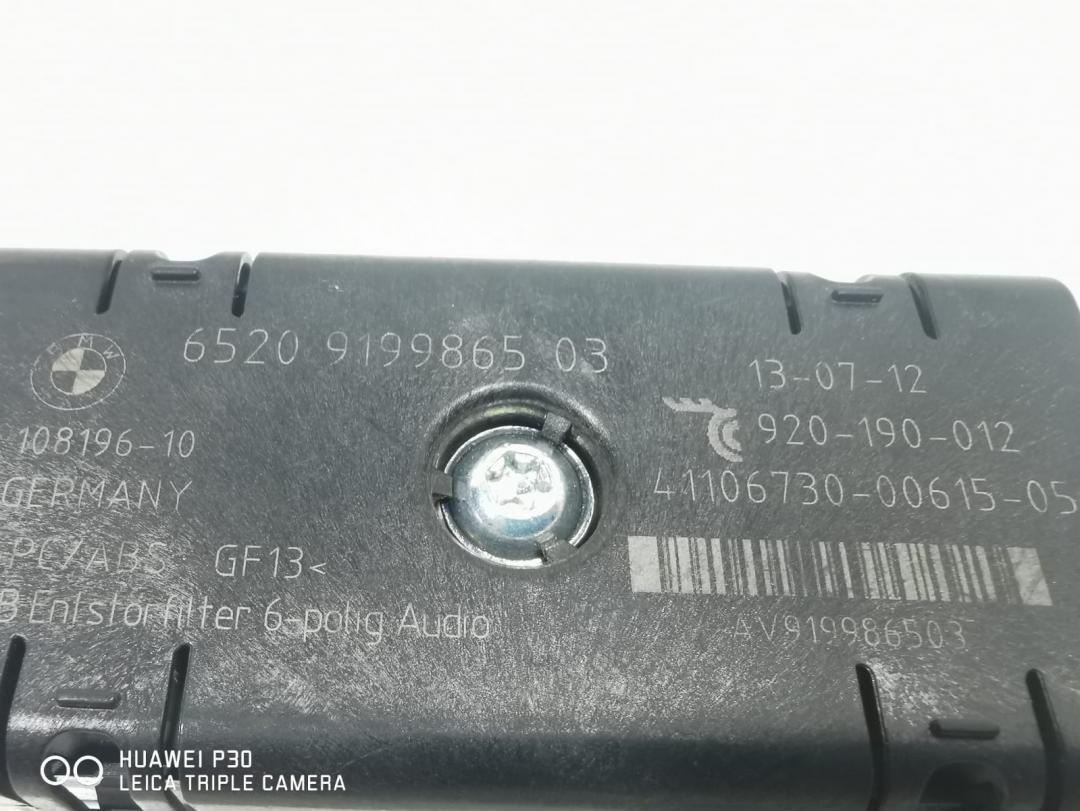 BMW
6520 9199865 03
108196-10
GERMANY
PC/ABS GF13<
Entstörfilter 6-polig Audio
13-07-12
920-190-012
41106730-00615-05
AV919986503
HUAWEI P30
LEICA TRIPLE CAMERA